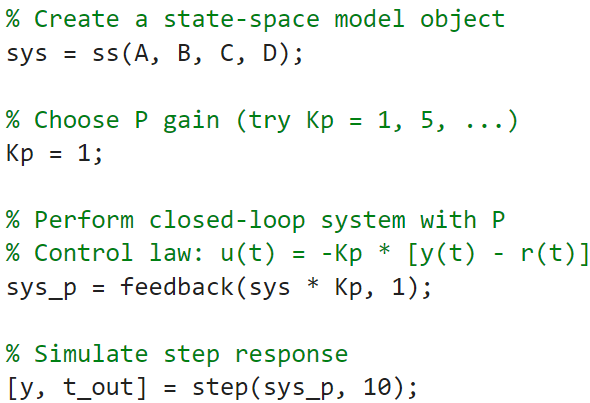 % Create a state-space model object
sys = ss(A, B, C, D);
% Choose P gain (try Kp = 1, 5, ...)
Kp = 1;
% Perform closed-loop system with P
% Control law: u(t) = -Kp * [y(t) - r(t)]
sys_p = feedback(sys * Kp, 1);
% Simulate step response
[y, t_out] = step(sys_p, 10);